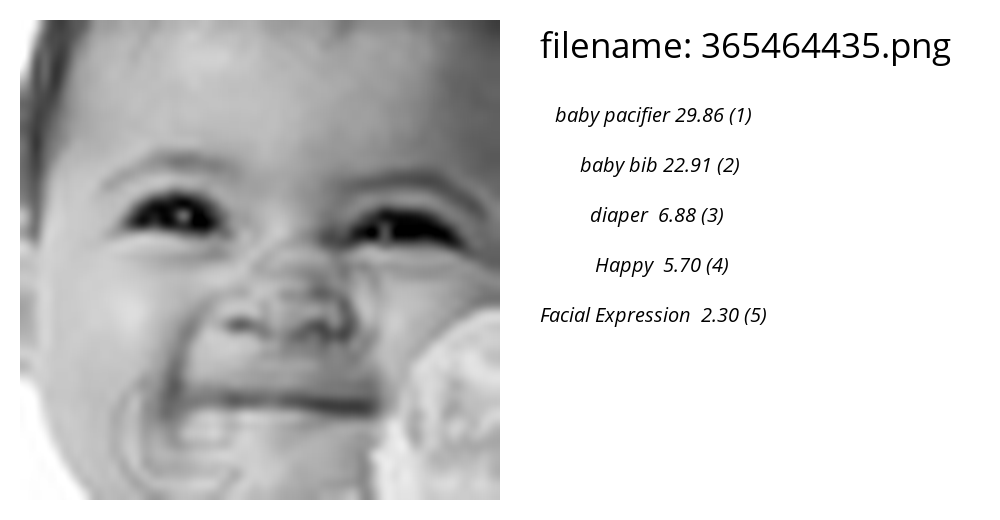 filename: 365464435.png
baby pacifier 29.86 (1)
baby bib 22.91 (2)
diaper 6.88 (3)
Happy 5.70 (4)
Facial Expression 2.30 (5)